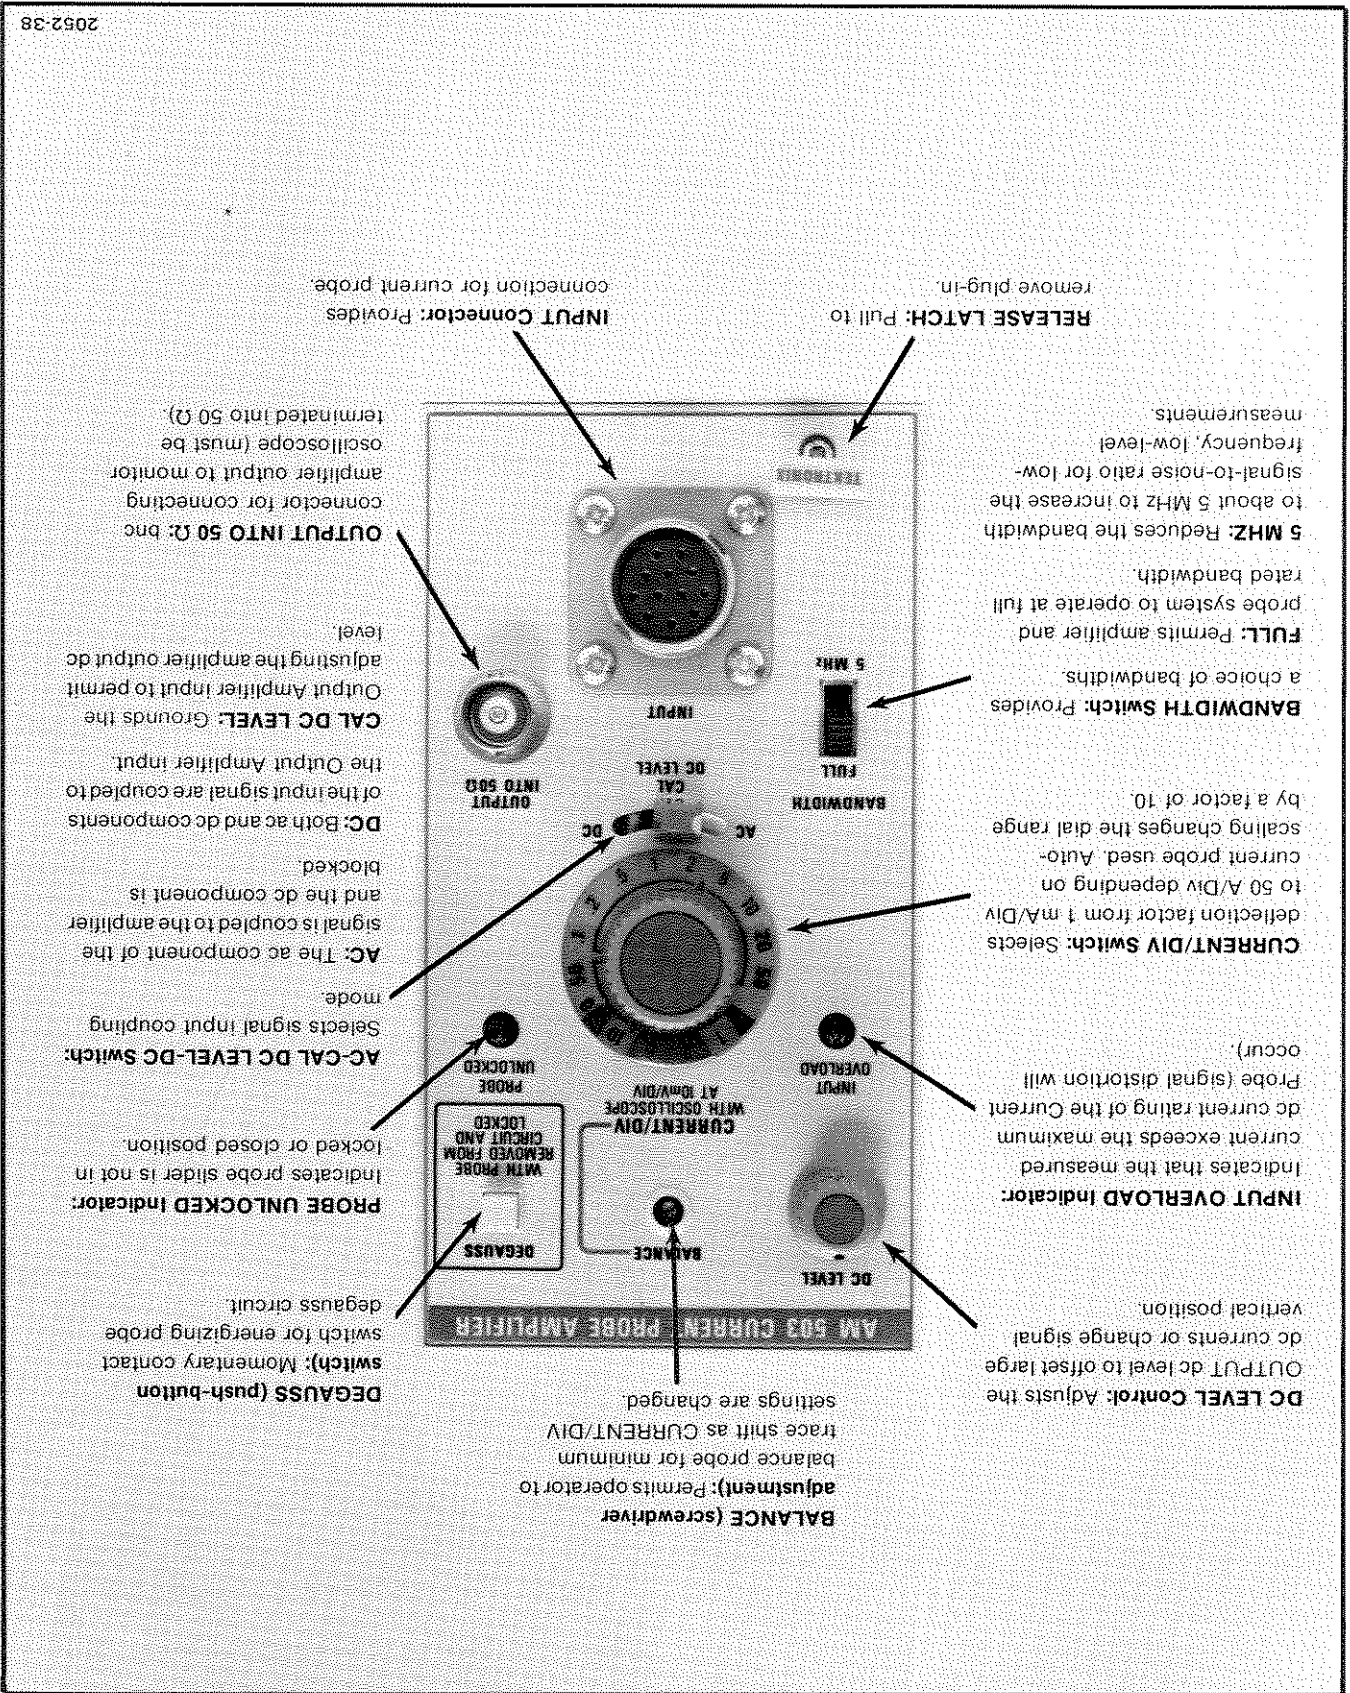 BALANCE (screwdriver
adjustment): Permits operator to
balance probe for minimum
trace shift as CURRENT/DIV
settings are changed.
DC LEVEL Control: Adjusts the
OUTPUT dc level to offset large
dc currents or change signal
vertical position.
INPUT OVERLOAD Indicator:
Indicates that the measured
current exceeds the maximum
dc current rating of the Current
Probe (signal distortion will
occur).
CURRENT/DIV Switch: Selects
deflection factor from 1 mA/Div
to 50 A/Div depending on
current probe used. Auto-
scaling changes the dial range
by a factor of 10.
BANDWIDTH Switch: Provides
a choice of bandwidths.
FULL: Permits amplifier and
probe system to operate at full
rated bandwidth.
5 MHZ: Reduces the bandwidth
to about 5 MHz to increase the
signal-to-noise ratio for low-
frequency, low-level
measurements.
RELEASE LATCH: Pull to
remove plug-in.
AM 503 CURRENT PROBE AMPLIFIER
DC LEVEL
BALANCE
DEGAUSS
WITH PROBE
REMOVED FROM
CIRCUIT AND
LOCKED
CURRENT/DIV
WITH OSCILLOSCOPE
AT 10mV/DIV
INPUT
OVERLOAD
PROBE
UNLOCKED
50 20 10 5 2 1 .5 .2 .1 50
AC
DC
CAL
DC LEVEL
BANDWIDTH
FULL
5 MHz
OUTPUT
INTO 50Ω
INPUT
TEKTRONIX
DEGAUSS (push-button
switch): Momentary contact
switch for energizing probe
degauss circuit.
PROBE UNLOCKED Indicator:
Indicates probe slider is not in
locked or closed position.
AC-CAL DC LEVEL-DC Switch:
Selects signal input coupling
mode.
AC: The ac component of the
signal is coupled to the amplifier
and the dc component is
blocked.
DC: Both ac and dc components
of the input signal are coupled to
the Output Amplifier input.
CAL DC LEVEL: Grounds the
Output Amplifier input to permit
adjusting the amplifier output dc
level.
OUTPUT INTO 50 Ω: bnc
connector for connecting
amplifier output to monitor
oscilloscope (must be
terminated into 50 Ω).
INPUT Connector: Provides
connection for current probe.
2052-38